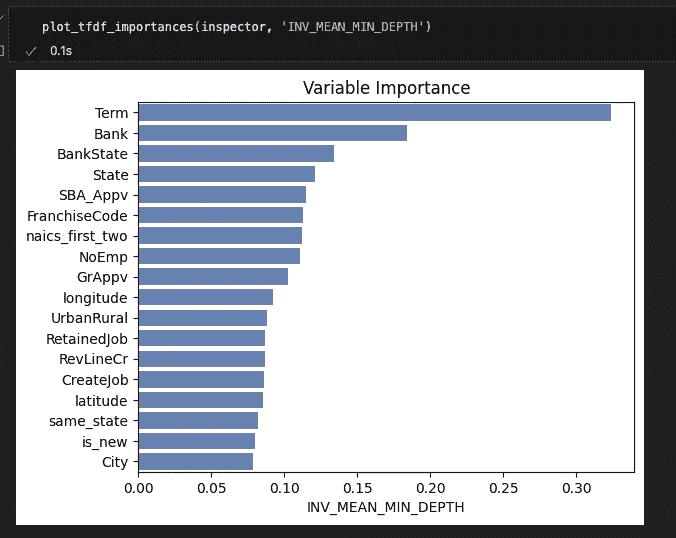 plot_tfdf_importances(inspector, 'INV_MEAN_MIN_DEPTH')
0.1s
Variable Importance
Term
Bank
BankState
State
SBA_Appv
FranchiseCode
naics_first_two
NoEmp
GrAppv
longitude
UrbanRural
RetainedJob
RevLineCr
CreateJob
latitude
same_state
is_new
City
0.00 0.05 0.10 0.15 0.20 0.25 0.30
INV_MEAN_MIN_DEPTH